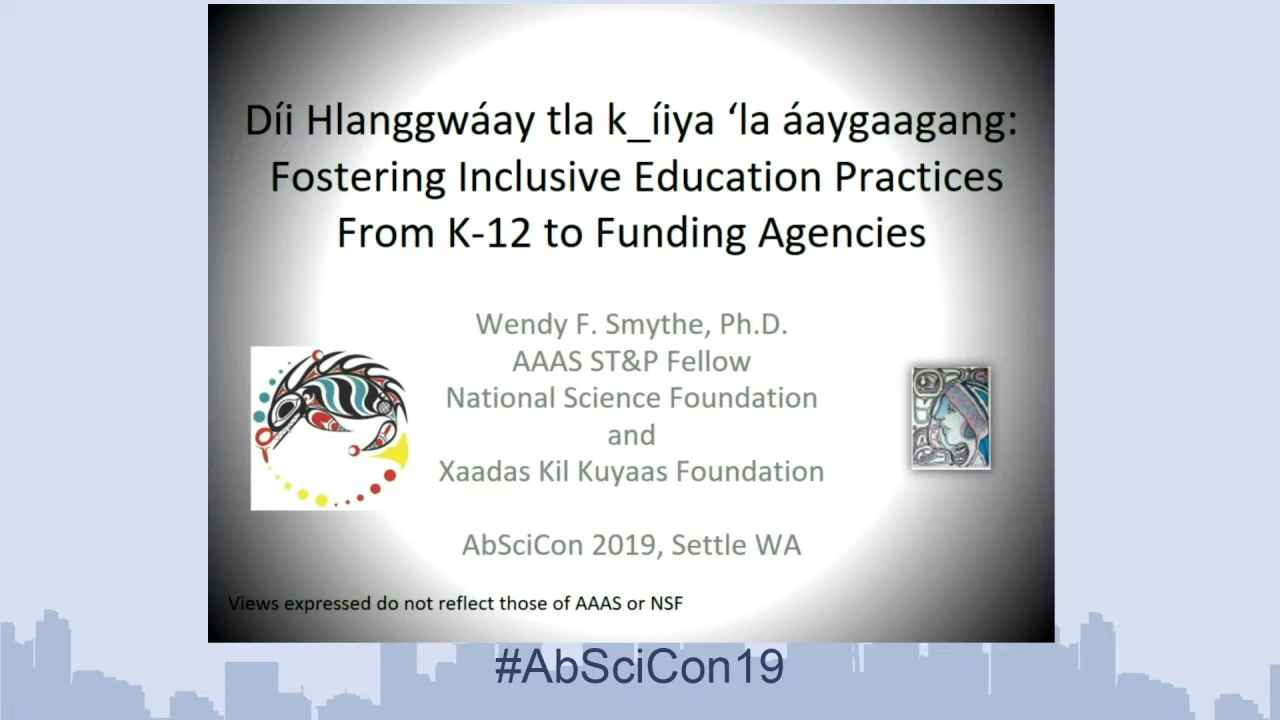 Díi Hlanggwáay tla k_íiya ‘la áaygaagang:
Fostering Inclusive Education Practices
From K-12 to Funding Agencies
Wendy F. Smythe, Ph.D.
AAAS ST&P Fellow
National Science Foundation
and
Xaadas Kil Kuyaas Foundation
AbSciCon 2019, Settle WA
Views expressed do not reflect those of AAAS or NSF
#AbSciCon19